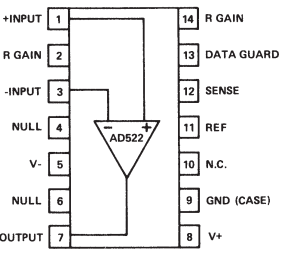 +INPUT 1 14 R GAIN
R GAIN 2 13 DATA GUARD
-INPUT 3 12 SENSE
NULL 4 - + 11 REF
AD522
V- 5 10 N.C.
NULL 6 9 GND (CASE)
OUTPUT 7 8 V+